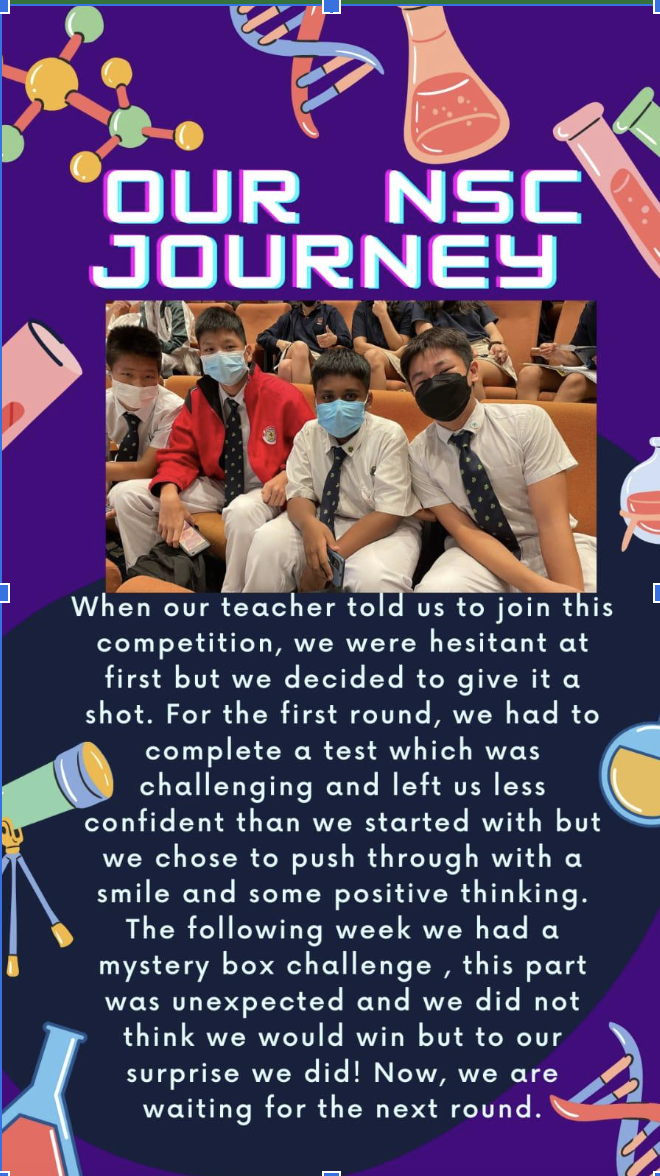 OUR NSC
JOURNEY
When our teacher told us to join this
competition, we were hesitant at
first but we decided to give it a
shot. For the first round, we had to
complete a test which was
challenging and left us less
confident than we started with but
we chose to push through with a
smile and some positive thinking.
The following week we had a
mystery box challenge , this part
was unexpected and we did not
think we would win but to our
surprise we did! Now, we are
waiting for the next round.